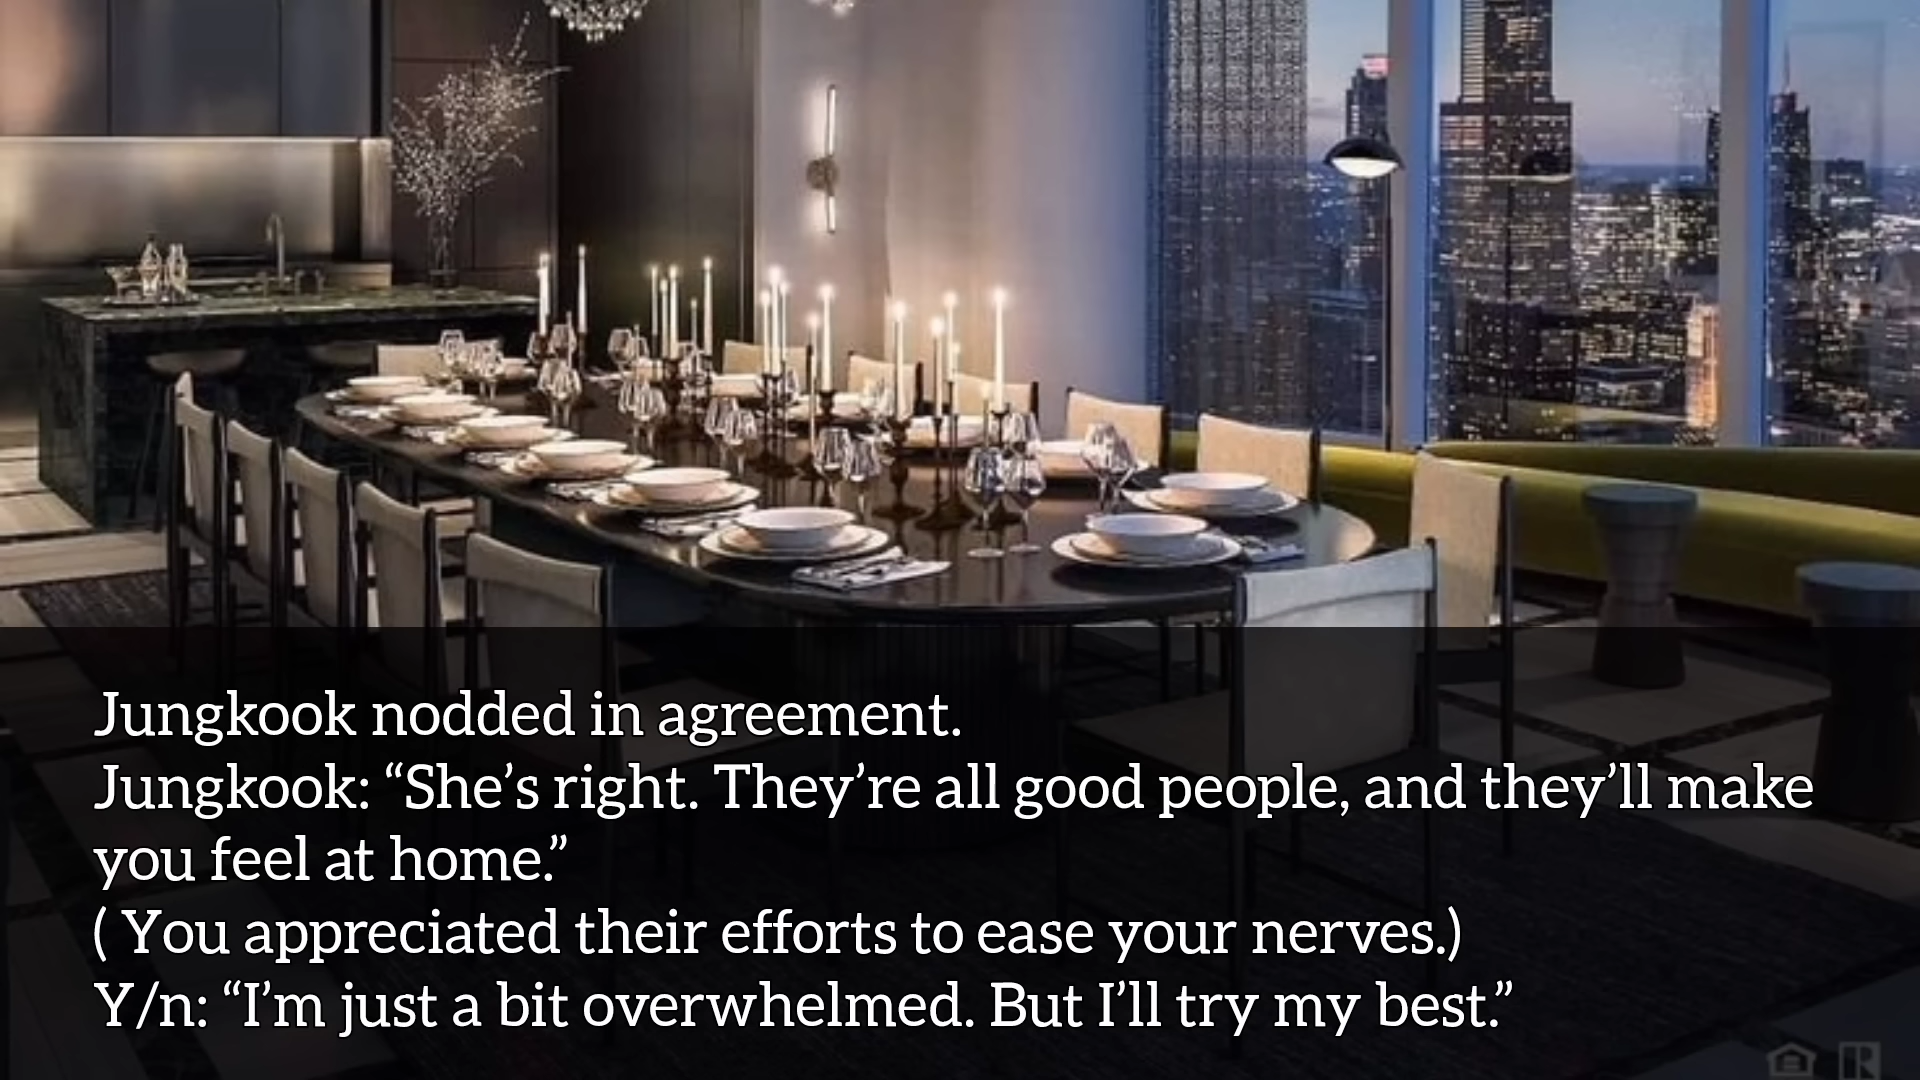 Jungkook nodded in agreement.
Jungkook: “She’s right. They’re all good people, and they’ll make
you feel at home.”
( You appreciated their efforts to ease your nerves.)
Y/n: “I’m just a bit overwhelmed. But I’ll try my best.”